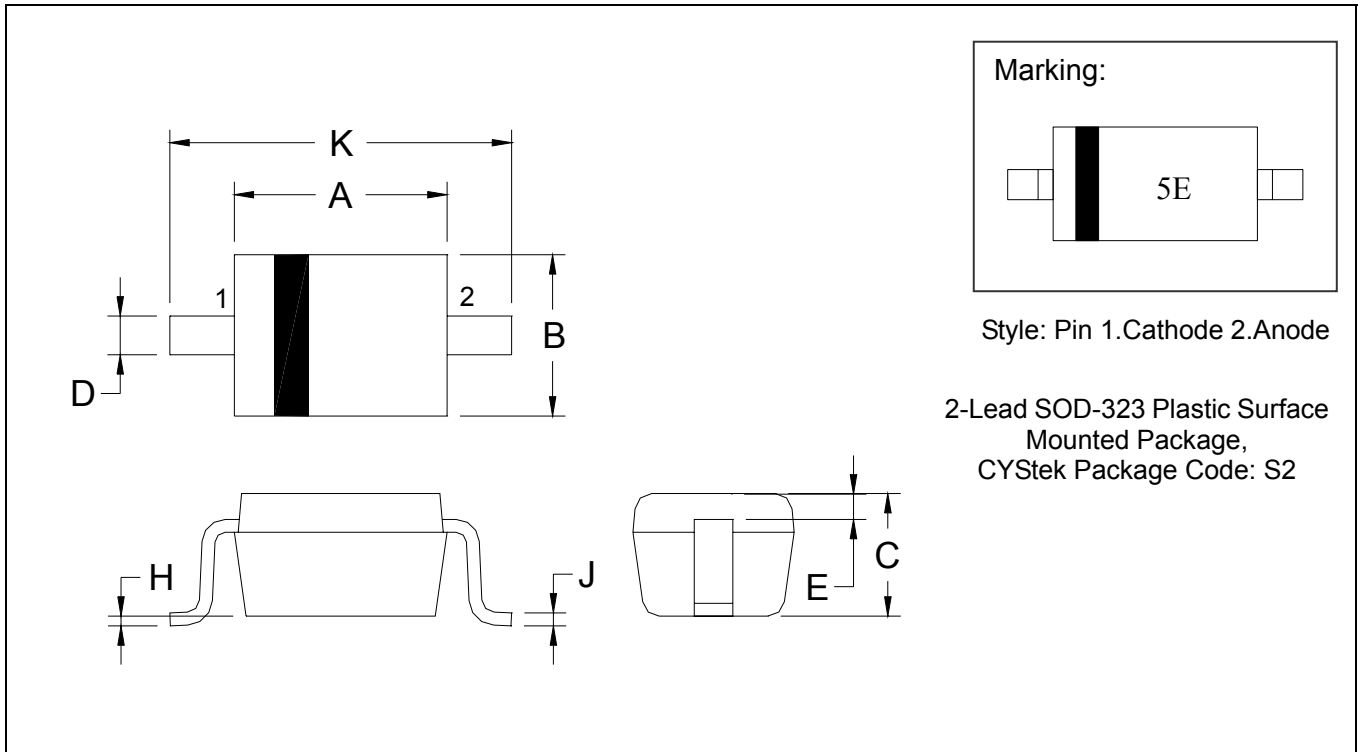 Marking:
5E
Style: Pin 1.Cathode 2.Anode
2-Lead SOD-323 Plastic Surface
Mounted Package,
CYStek Package Code: S2
K
A
1
2
B
D
H
J
E
C